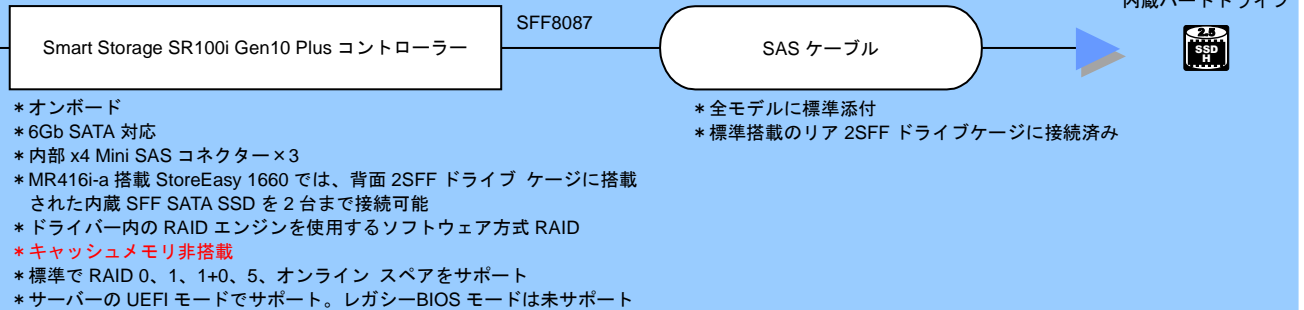 内蔵ハードドライブ
SFF8087
Smart Storage SR100i Gen10 Plus コントローラー
SAS ケーブル
2.5
SSD
H
＊オンボード
＊6Gb SATA 対応
＊内部 x4 Mini SAS コネクター×3
＊MR416i-a 搭載 StoreEasy 1660 では、背面 2SFF ドライブ ケージに搭載
された内蔵 SFF SATA SSD を 2 台まで接続可能
＊ドライバー内の RAID エンジンを使用するソフトウェア方式 RAID
＊キャッシュメモリ非搭載
＊標準で RAID 0、1、1+0、5、オンライン スペアをサポート
＊サーバーの UEFI モードでサポート。レガシーBIOS モードは未サポート
＊全モデルに標準添付
＊標準搭載のリア 2SFF ドライブケージに接続済み